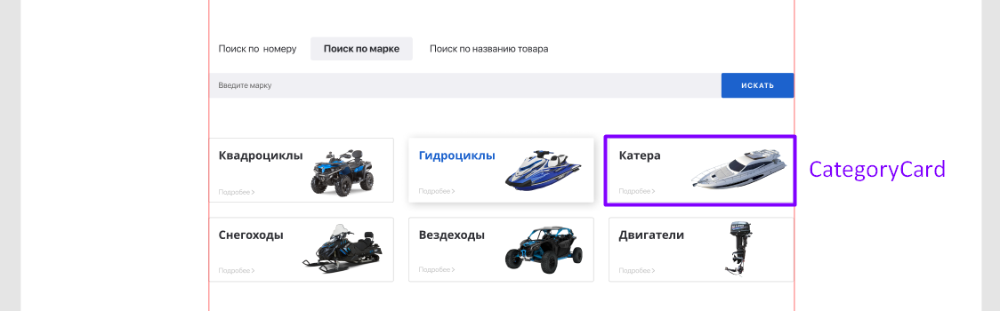 Поиск по номеру
Поиск по марке
Поиск по названию товара
Введите марку
ИСКАТЬ
Квадроциклы
Подробее >
Гидроциклы
Подробее >
Катера
Подробее >
CategoryCard
Снегоходы
Подробее >
Вездеходы
Подробее >
Двигатели
Подробее >